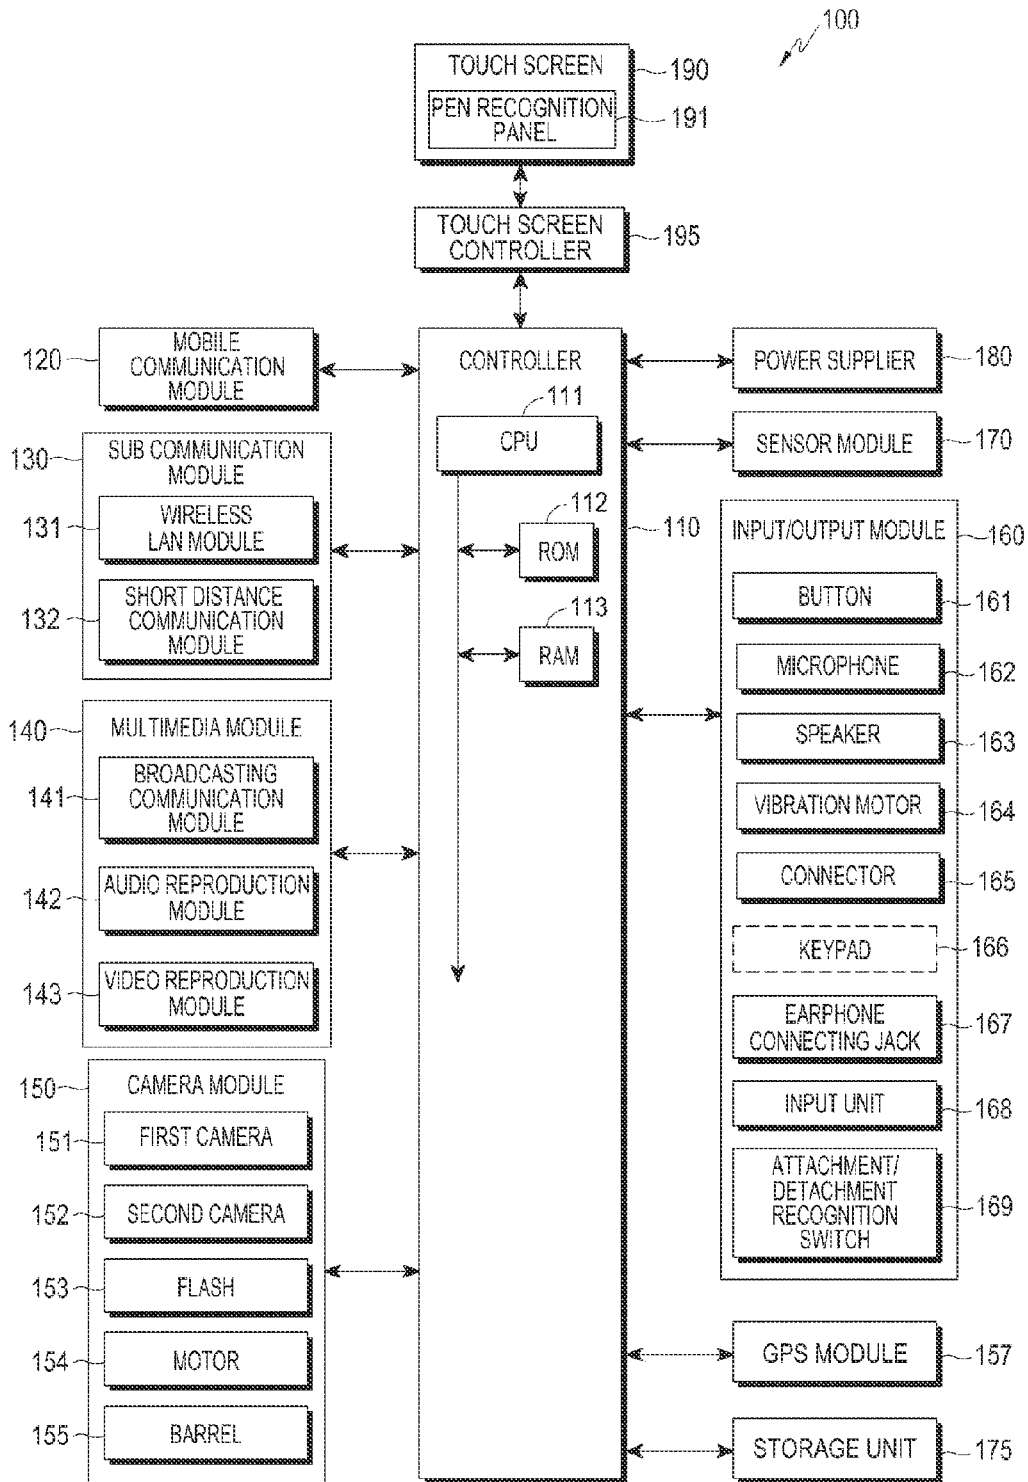 100
TOUCH SCREEN
190
PEN RECOGNITION
PANEL
191
TOUCH SCREEN
CONTROLLER
195
120
MOBILE
COMMUNICATION
MODULE
130
SUB COMMUNICATION
MODULE
131
WIRELESS
LAN MODULE
132
SHORT DISTANCE
COMMUNICATION
MODULE
140
MULTIMEDIA MODULE
141
BROADCASTING
COMMUNICATION
MODULE
142
AUDIO REPRODUCTION
MODULE
143
VIDEO REPRODUCTION
MODULE
150
CAMERA MODULE
151
FIRST CAMERA
152
SECOND CAMERA
153
FLASH
154
MOTOR
155
BARREL
CONTROLLER
111
CPU
112
ROM
113
RAM
110
POWER SUPPLIER
180
SENSOR MODULE
170
INPUT/OUTPUT MODULE
160
BUTTON
161
MICROPHONE
162
SPEAKER
163
VIBRATION MOTOR
164
CONNECTOR
165
KEYPAD
166
EARPHONE
CONNECTING JACK
167
INPUT UNIT
168
ATTACHMENT/
DETACHMENT
RECOGNITION
SWITCH
169
GPS MODULE
157
STORAGE UNIT
175